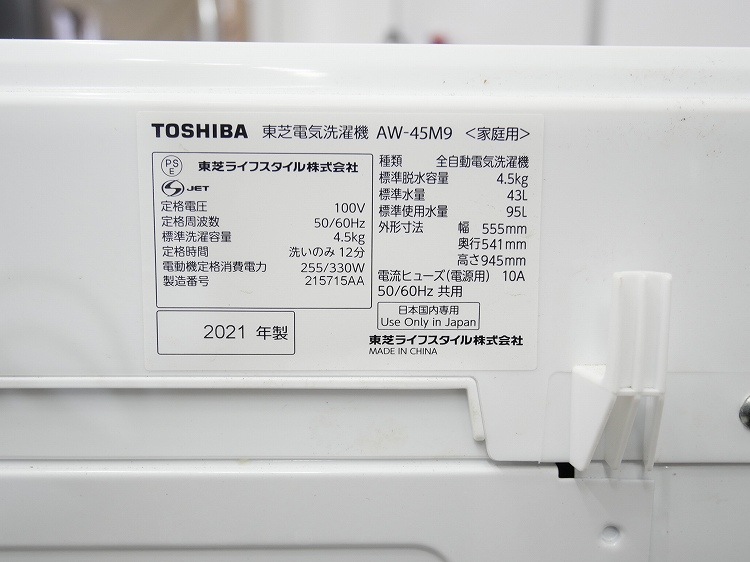 TOSHIBA 東芝電気洗濯機 AW-45M9 <家庭用>
PS
E
東芝ライフスタイル株式会社
S JET
定格電圧 100V
定格周波数 50/60Hz
標準洗濯容量 4.5kg
定格時間 洗いのみ 12分
電動機定格消費電力 255/330W
製造番号 215715AA
2021 年製
種類 全自動電気洗濯機
標準脱水容量 4.5kg
標準水量 43L
標準使用水量 95L
外形寸法 幅 555mm
奥行541mm
高さ945mm
電流ヒューズ(電源用) 10A
50/60Hz 共用
日本国内専用
Use Only in Japan
東芝ライフスタイル株式会社
MADE IN CHINA